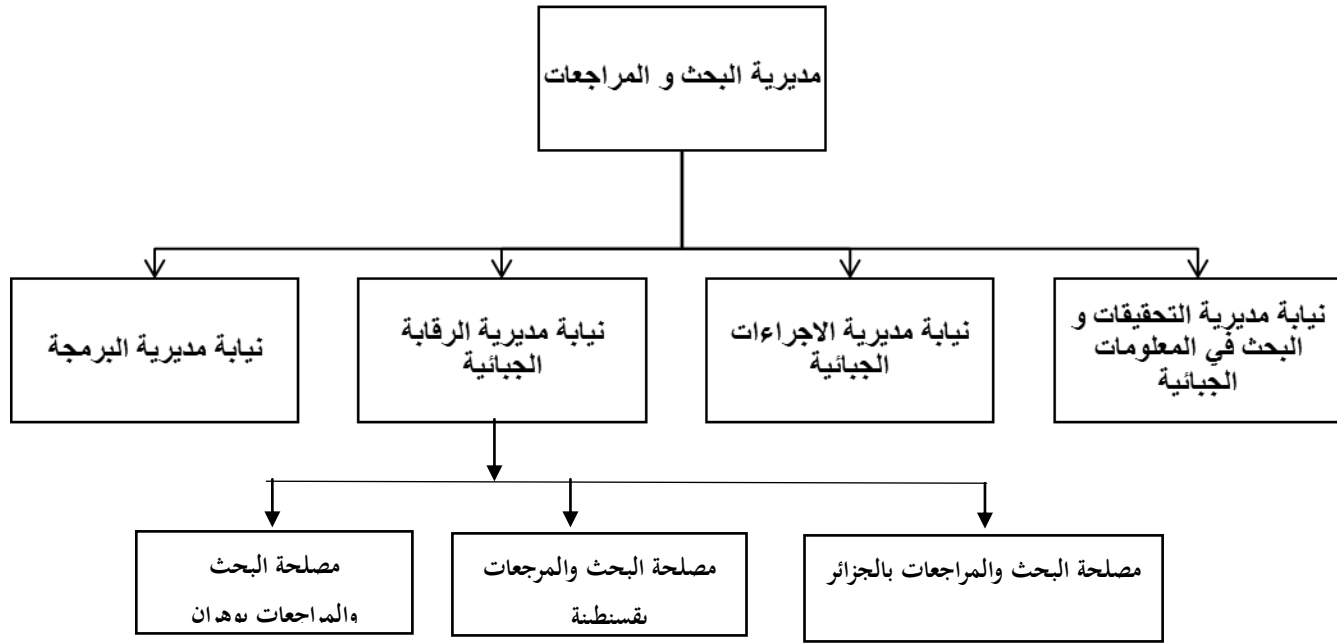 مديرية البحث و المراجعات
نيابة مديرية التحقيقات و
البحث في المعلومات
الجبائية
نيابة مديرية الاجراءات
الجبائية
نيابة مديرية الرقابة
الجبائية
نيابة مديرية البرمجة
مصلحة البحث والمراجعات بالجزائر
مصلحة البحث والمرجعات
بقسنطينة
مصلحة البحث
والمراجعات بوهران